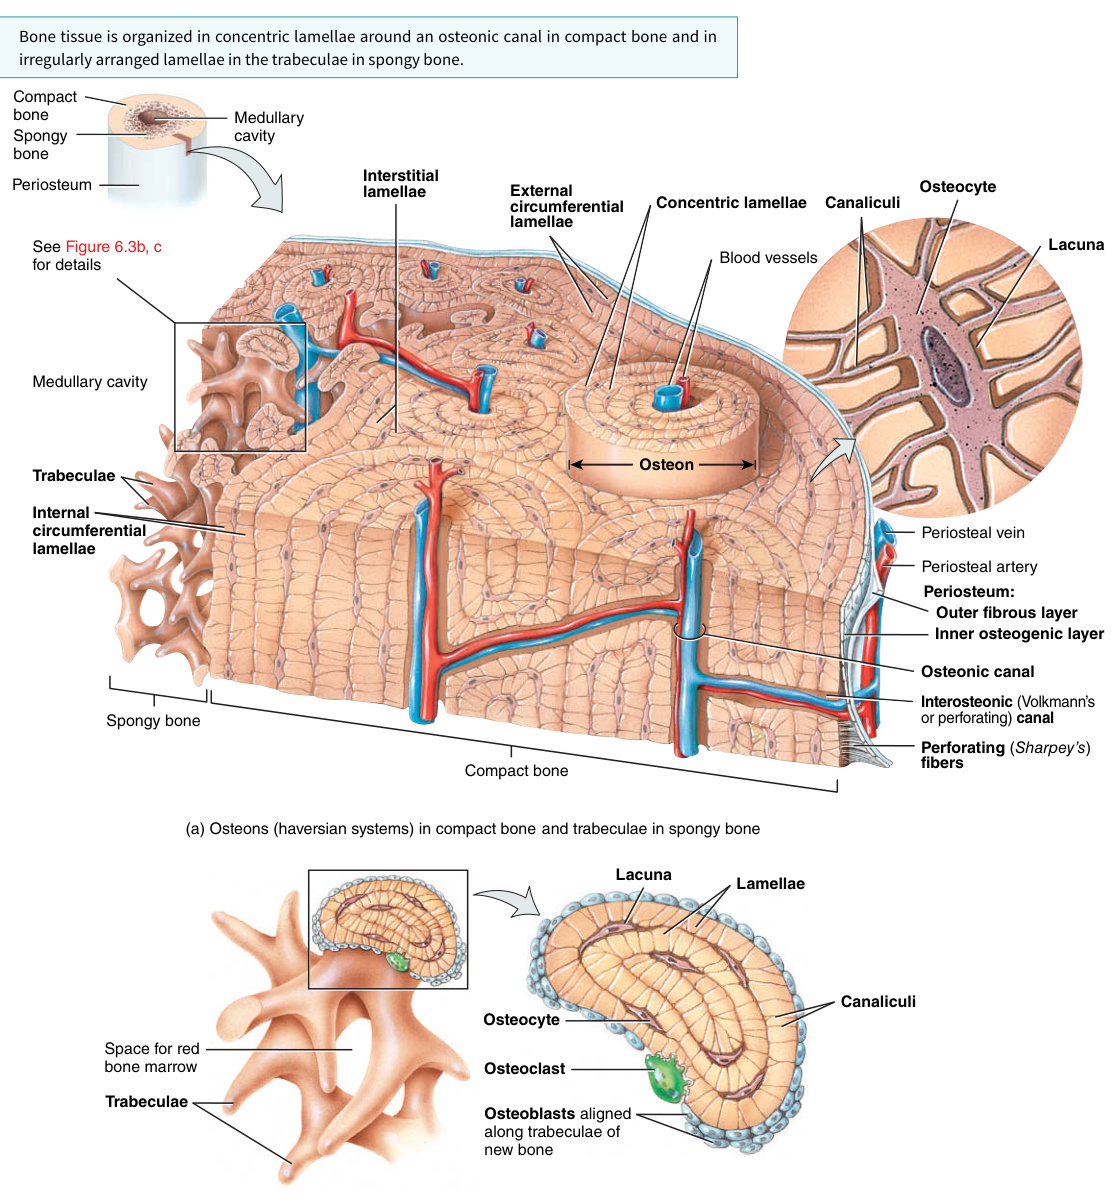 Bone tissue is organized in concentric lamellae around an osteonic canal in compact bone and in
irregularly arranged lamellae in the trabeculae in spongy bone.
Compact
bone
Spongy
bone
Periosteum
Medullary
cavity
Interstitial
lamellae
External
circumferential
lamellae
Concentric lamellae
Canaliculi
Osteocyte
Lacuna
Blood vessels
See Figure 6.3b, c
for details
Medullary cavity
Osteon
Trabeculae
Internal
circumferential
lamellae
Periosteal vein
Periosteal artery
Periosteum:
Outer fibrous layer
Inner osteogenic layer
Osteonic canal
Interosteonic (Volkmann’s
or perforating) canal
Perforating (Sharpey’s)
fibers
Spongy bone
Compact bone
(a) Osteons (haversian systems) in compact bone and trabeculae in spongy bone
Lacuna
Lamellae
Canaliculi
Osteocyte
Space for red
bone marrow
Osteoclast
Trabeculae
Osteoblasts aligned
along trabeculae of
new bone